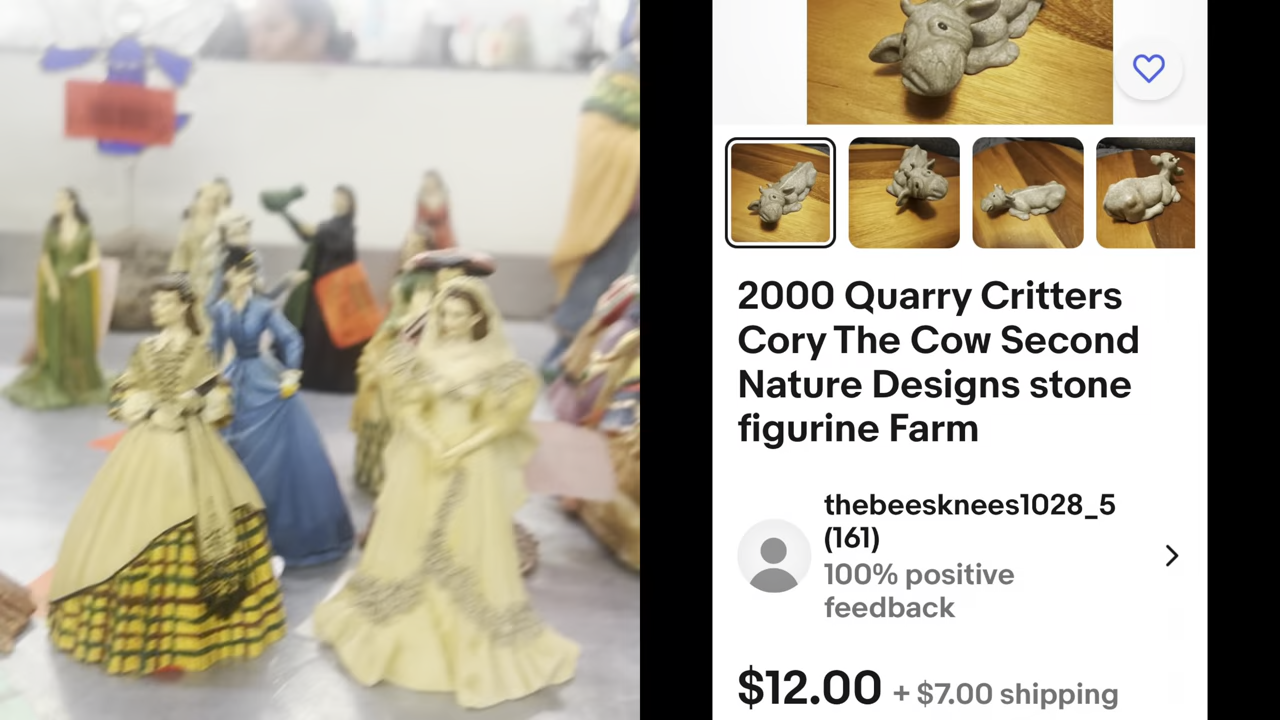 2000 Quarry Critters
Cory The Cow Second
Nature Designs stone
figurine Farm
thebeesknees1028_5
(161)
100% positive
feedback
$12.00 + $7.00 shipping